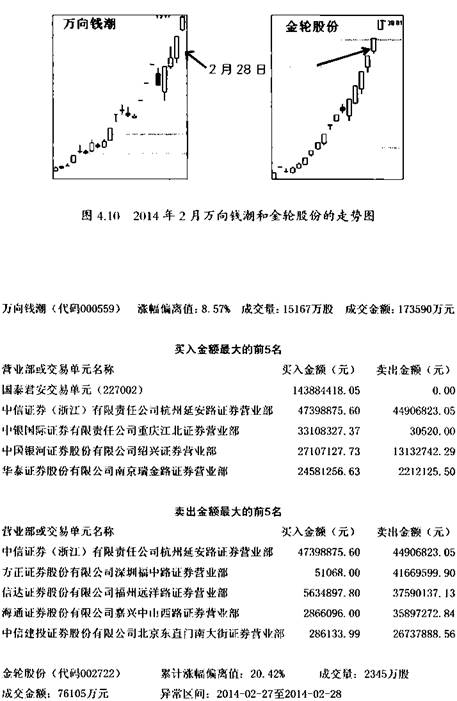 万向钱潮
金轮股份
2月28日
图 4.10 2014 年 2 月万向钱潮和金轮股份的走势图
万向钱潮（代码000559） 涨幅偏离值: 8.57% 成交量: 15167万股 成交金额: 173590万元
买入金额最大的前5名
营业部或交易单元名称 买入金额（元） 卖出金额（元）
国泰君安交易单元（227002） 143884418.05 0.00
中信证券（浙江）有限责任公司杭州延安路证券营业部 47398875.60 44906823.05
中银国际证券有限责任公司重庆江北证券营业部 33108327.37 30520.00
中国银河证券股份有限公司绍兴证券营业部 27107127.73 13132742.29
华泰证券股份有限公司南京瑞金路证券营业部 24581256.63 2212125.50
卖出金额最大的前5名
营业部或交易单元名称 买入金额（元） 卖出金额（元）
中信证券（浙江）有限责任公司杭州延安路证券营业部 47398875.60 44906823.05
方正证券股份有限公司深圳福中路证券营业部 51068.00 41669599.90
信达证券股份有限公司福州远洋路证券营业部 5634897.80 37590137.13
海通证券股份有限公司嘉兴中山西路证券营业部 2866096.00 35897272.84
中信建投证券股份有限公司北京东直门南大街证券营业部 286133.99 26737888.56
金轮股份（代码002722） 累计涨幅偏离值: 20.42% 成交量: 2345万股
成交金额: 76105万元 异常区间: 2014-02-27至2014-02-28